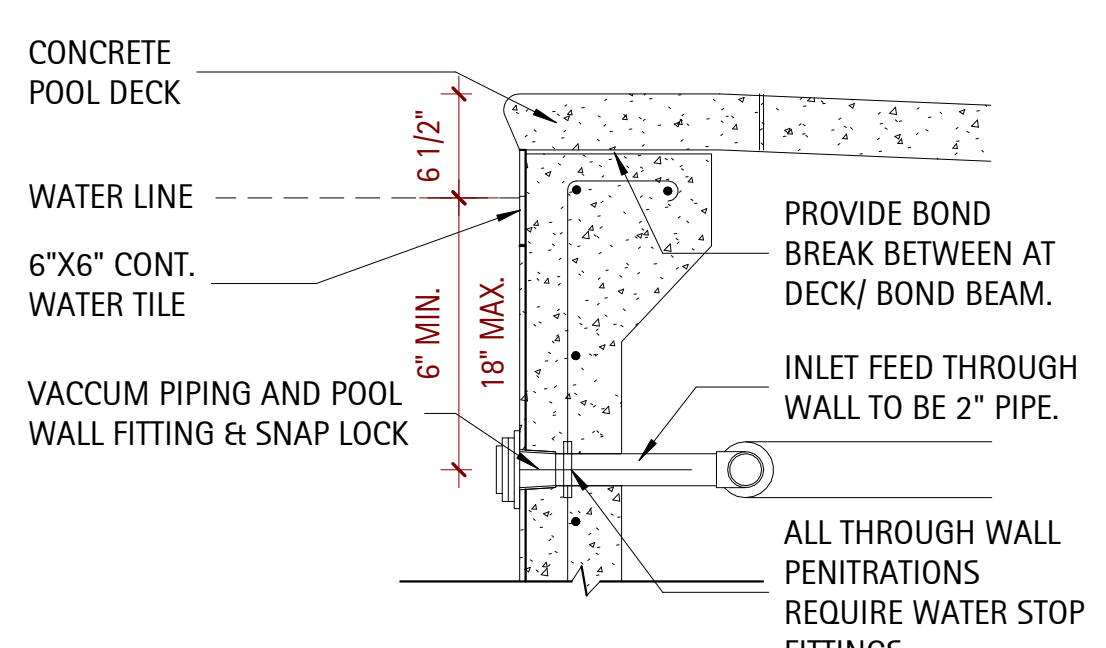 CONCRETE
POOL DECK
6 1/2"
WATER LINE
6"X6" CONT.
WATER TILE
6" MIN.
18" MAX.
VACCUM PIPING AND POOL
WALL FITTING & SNAP LOCK
PROVIDE BOND
BREAK BETWEEN AT
DECK/ BOND BEAM.
INLET FEED THROUGH
WALL TO BE 2" PIPE.
ALL THROUGH WALL
PENITRATIONS
REQUIRE WATER STOP
FITTINGS